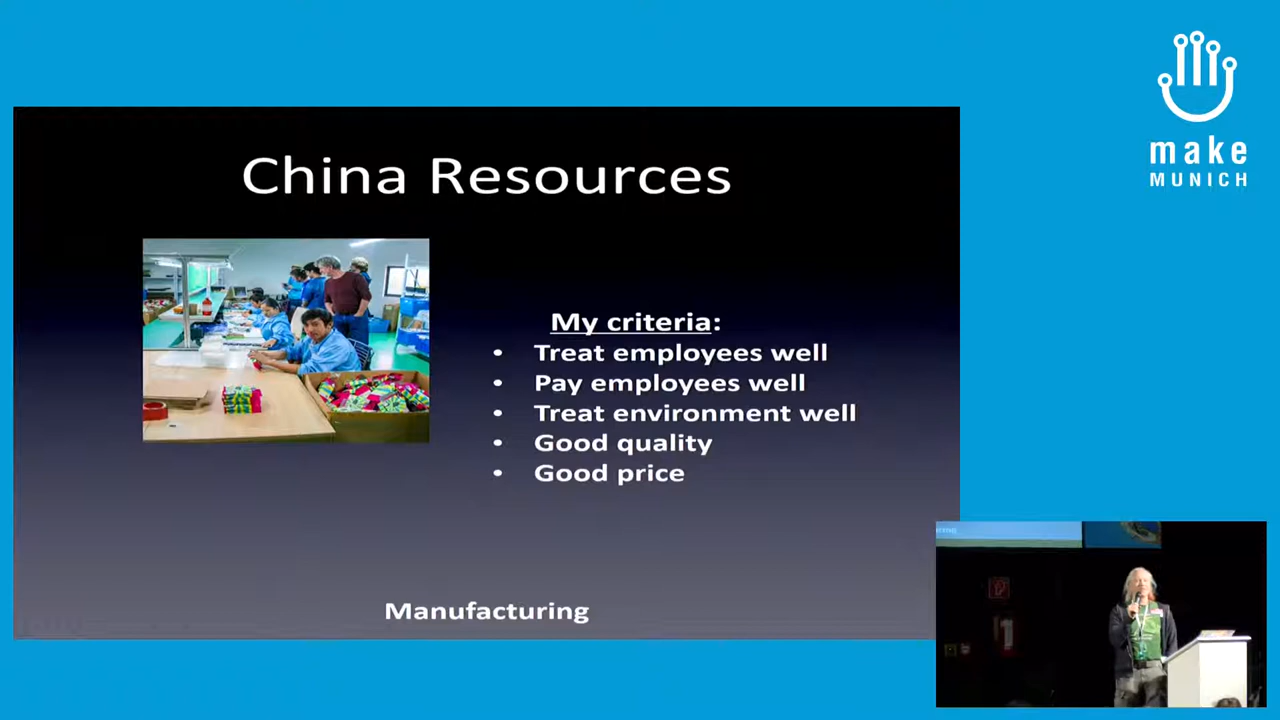 make
MUNICH
China Resources
My criteria:
• Treat employees well
• Pay employees well
• Treat environment well
• Good quality
• Good price
Manufacturing
1